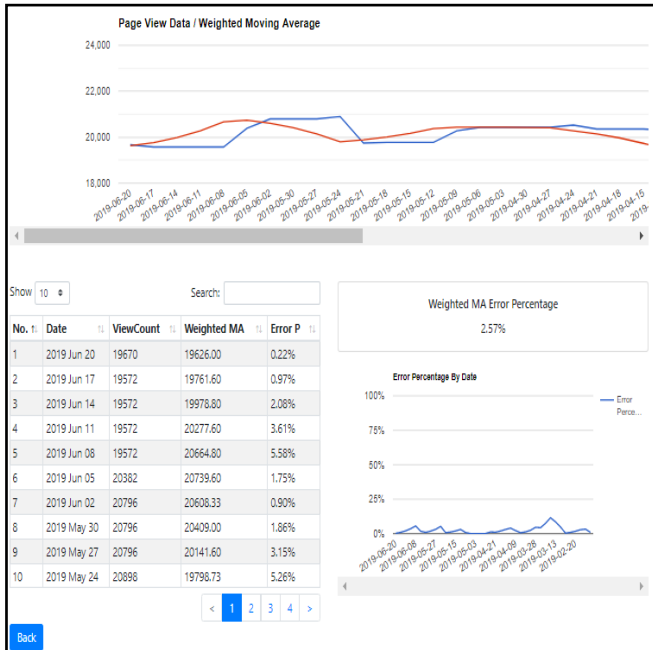 Page View Data / Weighted Moving Average
24,000
22,000
20,000
18,000
2019-06-20 2019-06-17 2019-06-14 2019-06-11 2019-06-08 2019-06-05 2019-06-02 2019-05-30 2019-05-27 2019-05-24 2019-05-21 2019-05-18 2019-05-15 2019-05-12 2019-05-09 2019-05-06 2019-05-03 2019-04-30 2019-04-27 2019-04-24 2019-04-21 2019-04-18 2019-04-15 2019-
Show 10 Search:
No. Date ViewCount Weighted MA Error P
1 2019 Jun 20 19670 19626.00 0.22%
2 2019 Jun 17 19572 19761.60 0.97%
3 2019 Jun 14 19572 19978.80 2.08%
4 2019 Jun 11 19572 20277.60 3.61%
5 2019 Jun 08 19572 20664.80 5.58%
6 2019 Jun 05 20382 20739.60 1.75%
7 2019 Jun 02 20796 20608.33 0.90%
8 2019 May 30 20796 20409.00 1.86%
9 2019 May 27 20796 20141.60 3.15%
10 2019 May 24 20898 19798.73 5.26%
< 1 2 3 4 >
Back
Weighted MA Error Percentage
2.57%
Error Percentage By Date
100%
75%
50%
25%
0%
Error
Perce...
2019-06-20 2019-06-08 2019-05-27 2019-05-15 2019-05-03 2019-04-21 2019-04-09 2019-03-28 2019-03-13 2019-02-20